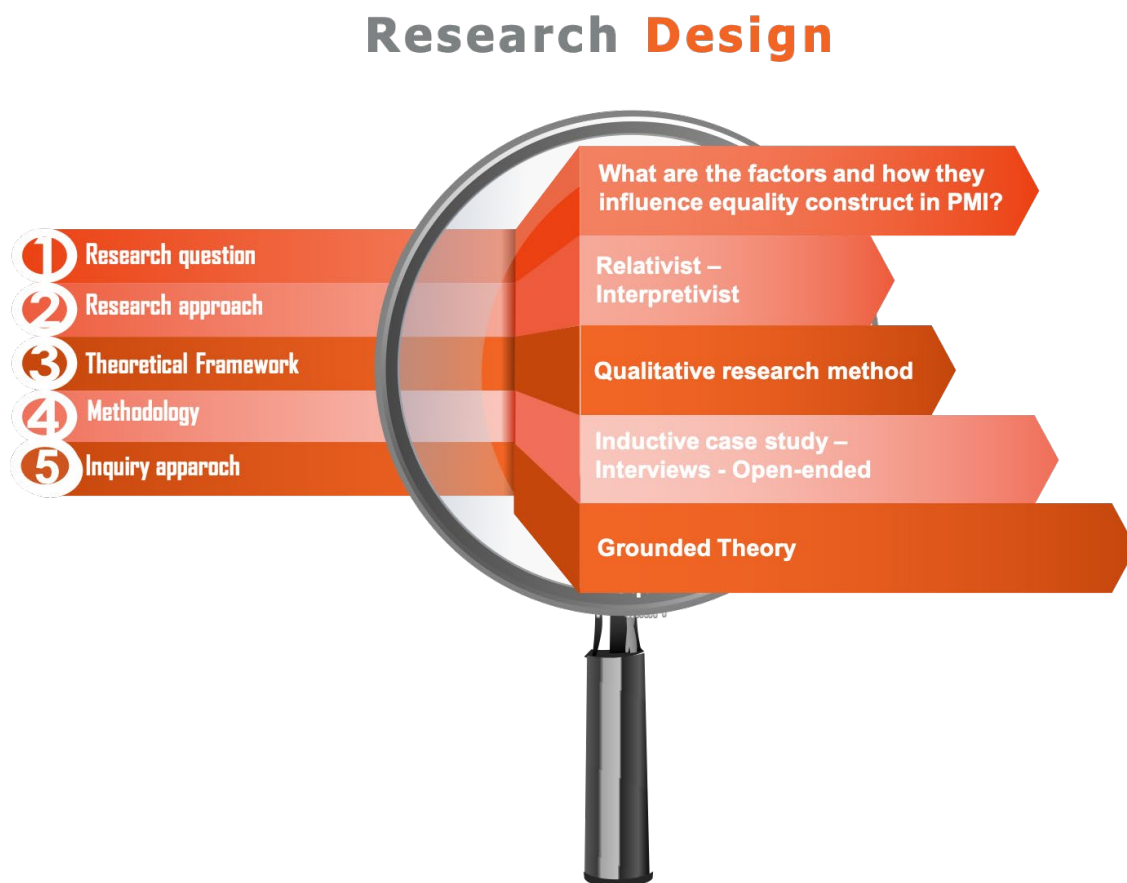 Research Design
What are the factors and how they
influence equality construct in PMI?
1 Research question
Relativist –
Interpretivist
2 Research approach
3 Theoretical Framework
Qualitative research method
4 Methodology
Inductive case study –
Interviews - Open-ended
5 Inquiry apparoch
Grounded Theory